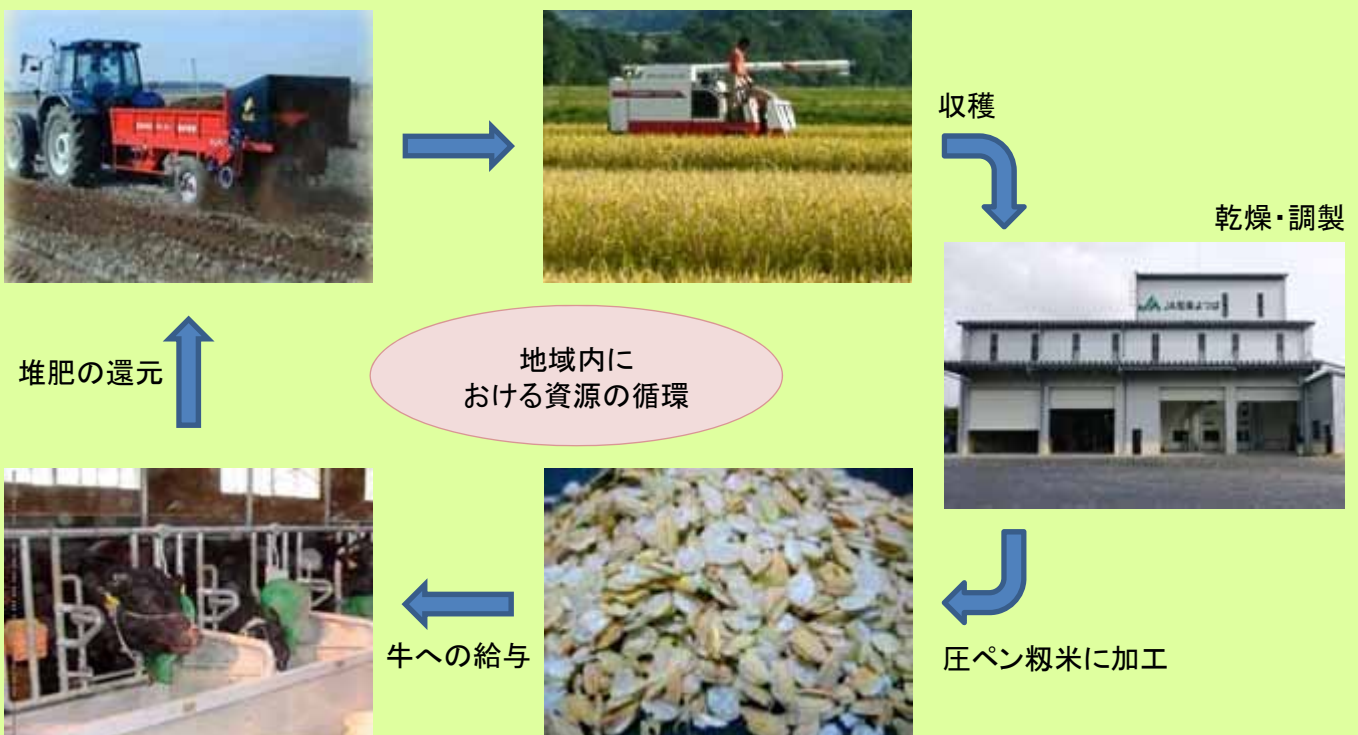 収穫
乾燥・調製
堆肥の還元
地域内に
おける資源の循環
牛への給与
圧ペン籾米に加工